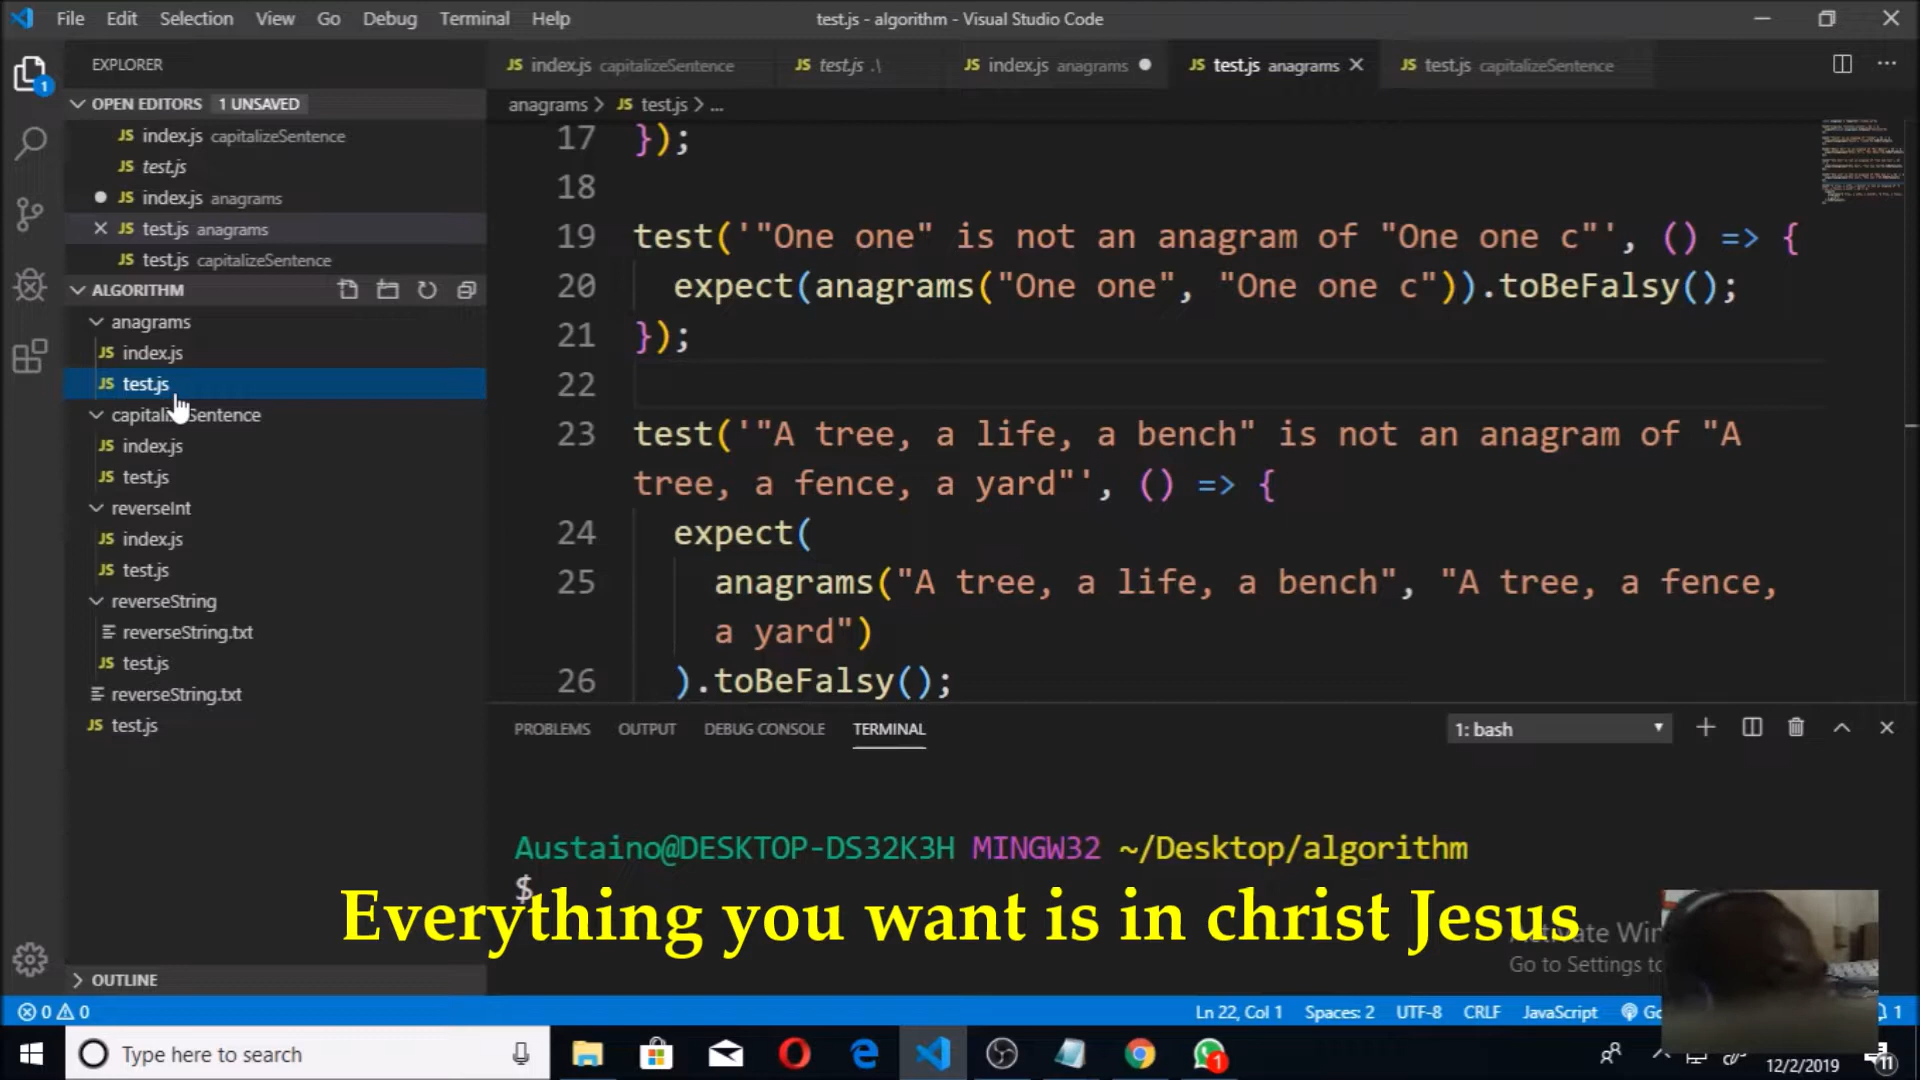 File Edit Selection View Go Debug Terminal Help
test.js - algorithm - Visual Studio Code
EXPLORER
OPEN EDITORS 1 UNSAVED
JS index.js capitalizeSentence
JS test.js
JS index.js anagrams
JS test.js anagrams
JS test.js capitalizeSentence
ALGORITHM
anagrams
JS index.js
JS test.js
capitalizeSentence
JS index.js
JS test.js
reverseInt
JS index.js
JS test.js
reverseString
reverseString.txt
JS test.js
reverseString.txt
JS test.js
OUTLINE
JS index.js capitalizeSentence JS test.js .\ JS index.js anagrams JS test.js anagrams JS test.js capitalizeSentence
anagrams > JS test.js > ...
17 });
18
19 test('"One one" is not an anagram of "One one c"', () => {
20 expect(anagrams("One one", "One one c")).toBeFalsy();
21 });
22
23 test('"A tree, a life, a bench" is not an anagram of "A
tree, a fence, a yard"', () => {
24 expect(
25 anagrams("A tree, a life, a bench", "A tree, a fence,
a yard")
26 ).toBeFalsy();
PROBLEMS OUTPUT DEBUG CONSOLE TERMINAL 1: bash
Austaino@DESKTOP-DS32K3H MINGW32 ~/Desktop/algorithm
$
Everything you want is in christ Jesus
Go to Settings
0 0 Ln 22, Col 1 Spaces: 2 UTF-8 CRLF JavaScript 1
Type here to search
1
12/2/2019
11